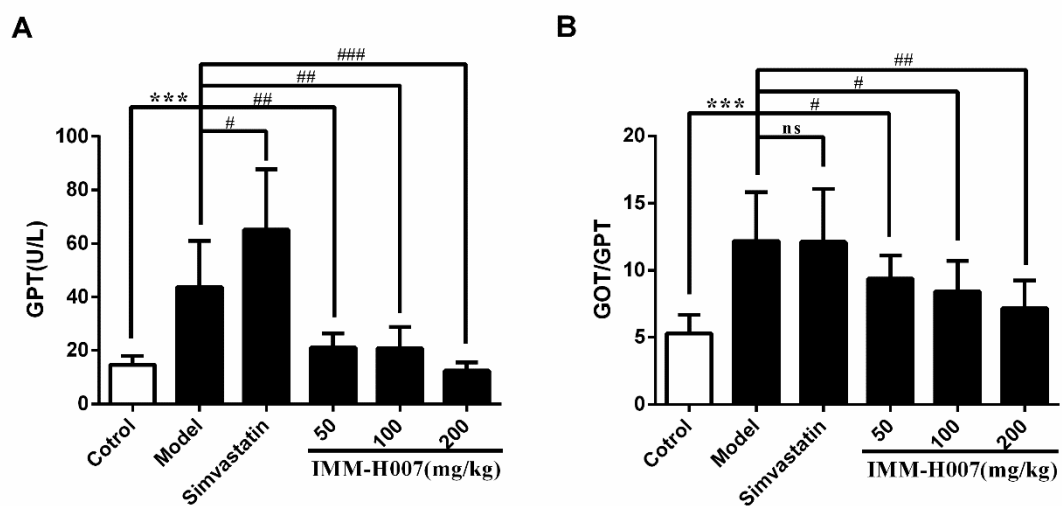 A
###
##
*** ##
#
100
80
60
40
20
0
GPT(U/L)
Cotrol
Model
Simvastatin
50
100
200
IMM-H007(mg/kg)
B
##
#
*** #
ns
20
15
10
5
0
GOT/GPT
Cotrol
Model
Simvastatin
50
100
200
IMM-H007(mg/kg)